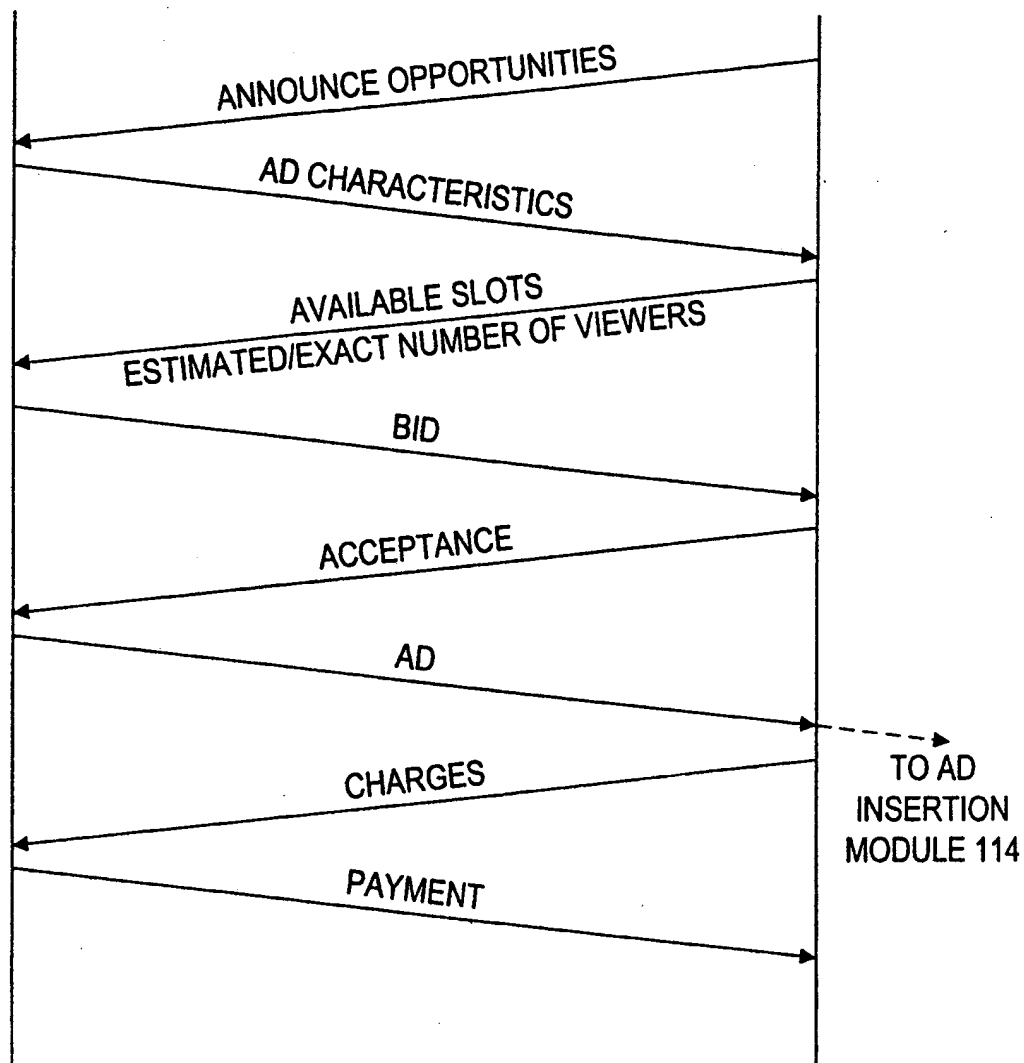 ANNOUNCE OPPORTUNITIES
AD CHARACTERISTICS
AVAILABLE SLOTS
ESTIMATED/EXACT NUMBER OF VIEWERS
BID
ACCEPTANCE
AD
TO AD
INSERTION
MODULE 114
CHARGES
PAYMENT